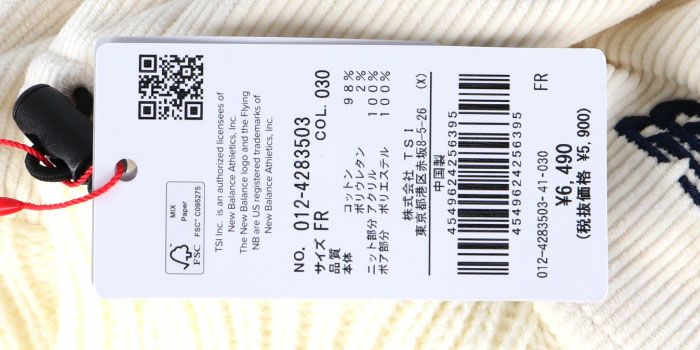 MIX
Paper
FSC™ C095275
FSC
TSI Inc. is an authorized licensees of
New Balance Athletics, Inc.
The New Balance logo and the Flying
NB are US registered trademarks of
New Balance Athletics, Inc.
NO. 012-4283503 COL. 030
サイズ FR
品質
本体 コットン 98%
ポリウレタン 2%
ニット部分 アクリル 100%
ボア部分 ポリエステル 100%
株式会社 TSI
東京都港区赤坂8-5-26 (X)
中国製
4549624256395
4549624256395
FR
012-4283503-41-030
¥6,490
(税抜価格 ¥5,900)